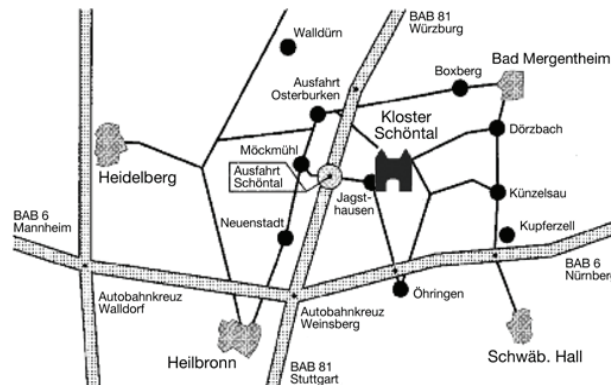 BAB 81
Würzburg
Walldürn
Bad Mergentheim
Boxberg
Ausfahrt
Osterburken
Kloster
Schöntal
Dörzbach
Möckmühl
Heidelberg
Ausfahrt
Schöntal
Jagst-
hausen
Künzelsau
BAB 6
Mannheim
Neuenstadt
Kupferzell
BAB 6
Nürnberg
Öhringen
Autobahnkreuz
Walldorf
Autobahnkreuz
Weinsberg
Heilbronn
Schwäb. Hall
BAB 81
Stuttgart